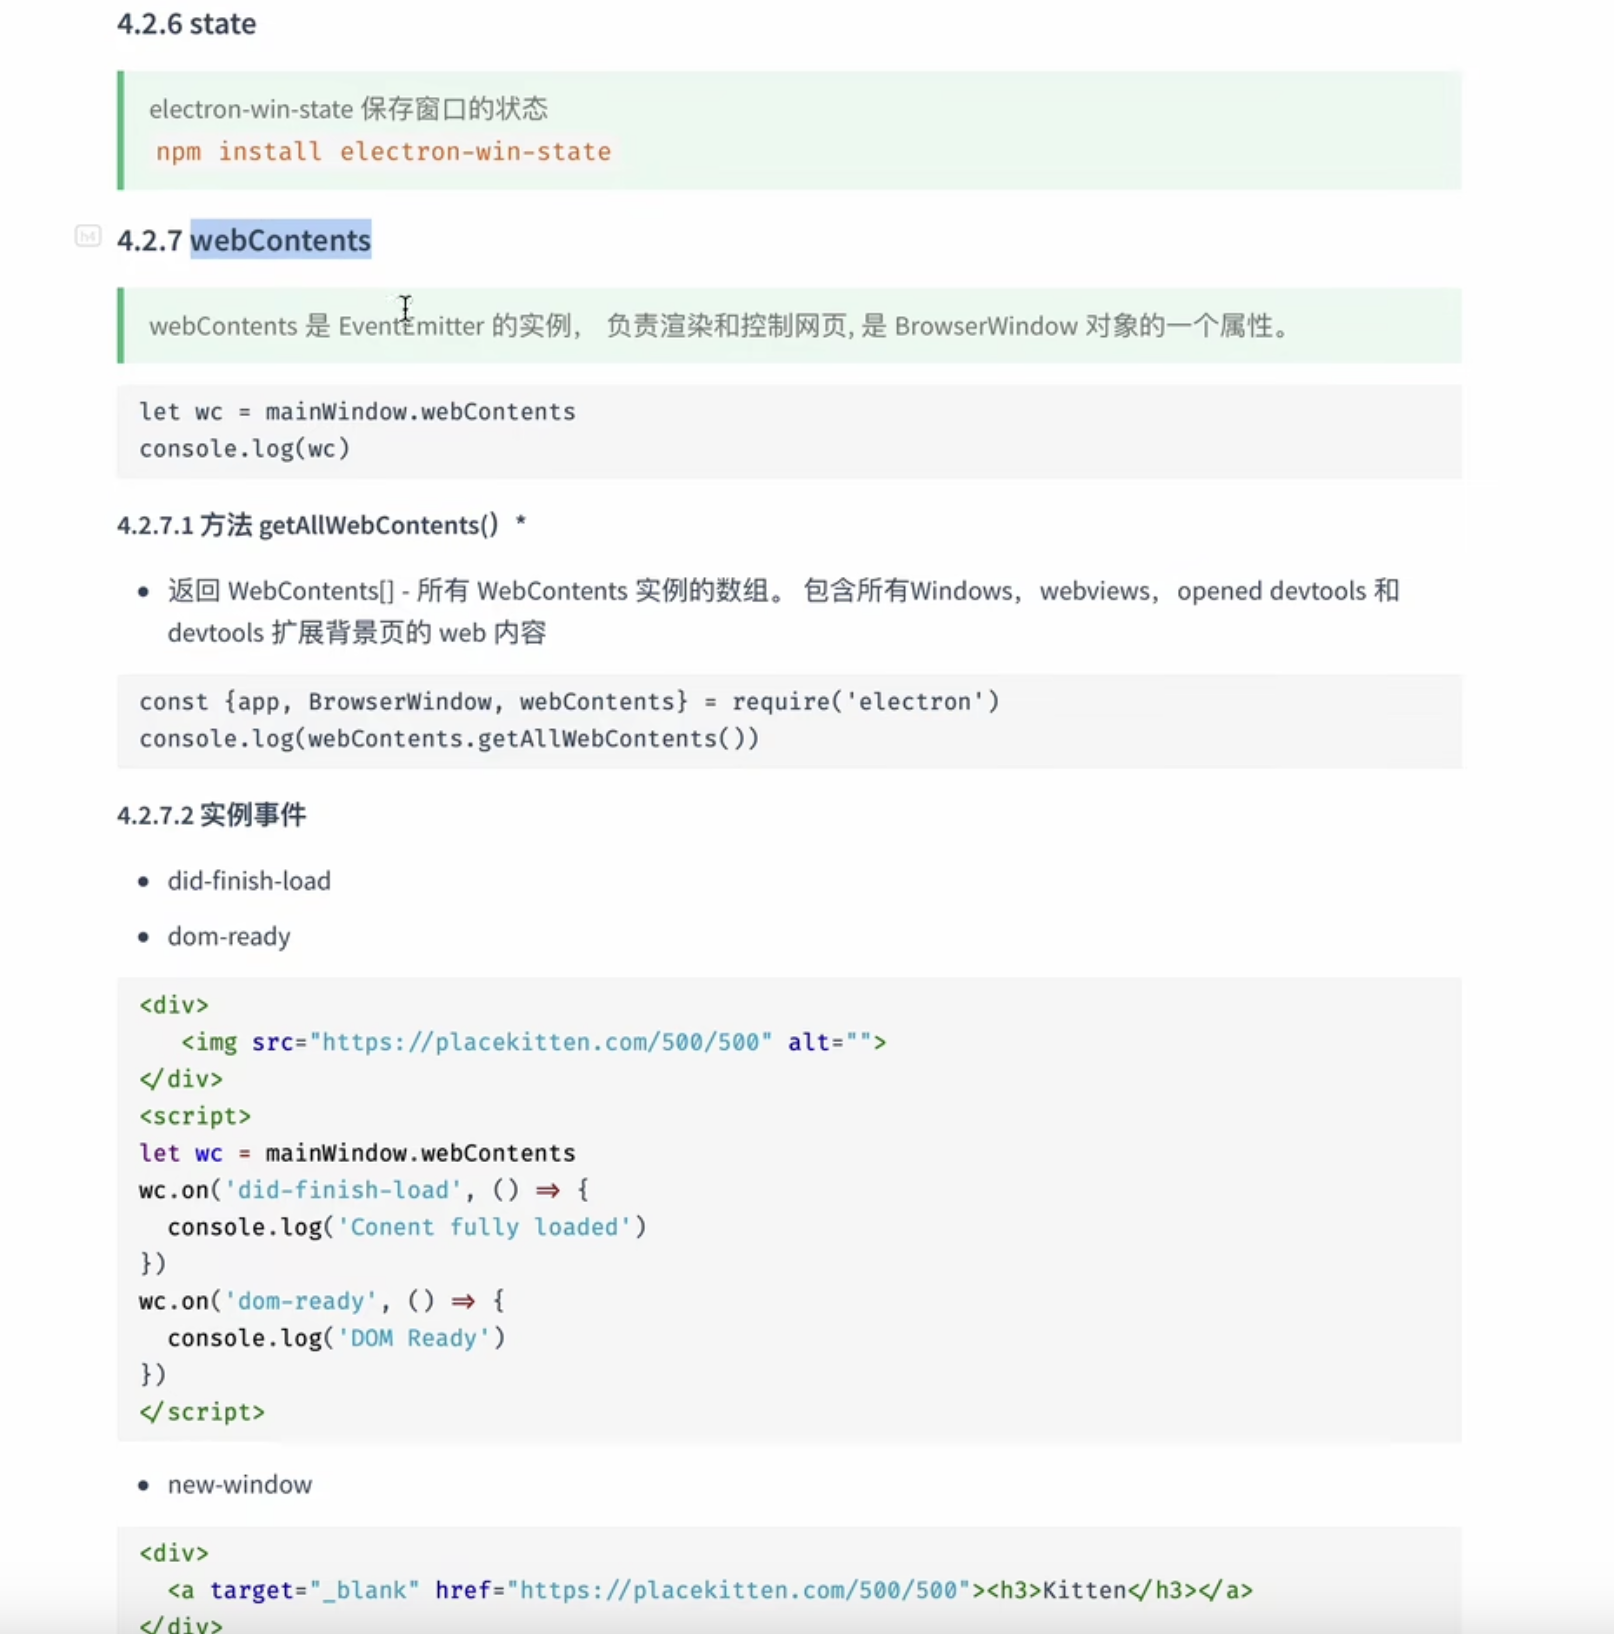 4.2.6 state
electron-win-state 保存窗口的状态
npm install electron-win-state
h4
4.2.7 webContents
webContents 是 EventEmitter 的实例， 负责渲染和控制网页, 是 BrowserWindow 对象的一个属性。
let wc = mainWindow.webContents
console.log(wc)
4.2.7.1 方法 getAllWebContents() *
• 返回 WebContents[] - 所有 WebContents 实例的数组。 包含所有Windows，webviews，opened devtools 和
devtools 扩展背景页的 web 内容
const {app, BrowserWindow, webContents} = require('electron')
console.log(webContents.getAllWebContents())
4.2.7.2 实例事件
• did-finish-load
• dom-ready
<div>
<img src="https://placekitten.com/500/500" alt="">
</div>
<script>
let wc = mainWindow.webContents
wc.on('did-finish-load', () => {
console.log('Conent fully loaded')
})
wc.on('dom-ready', () => {
console.log('DOM Ready')
})
</script>
• new-window
<div>
<a target="_blank" href="https://placekitten.com/500/500"><h3>Kitten</h3></a>
</div>